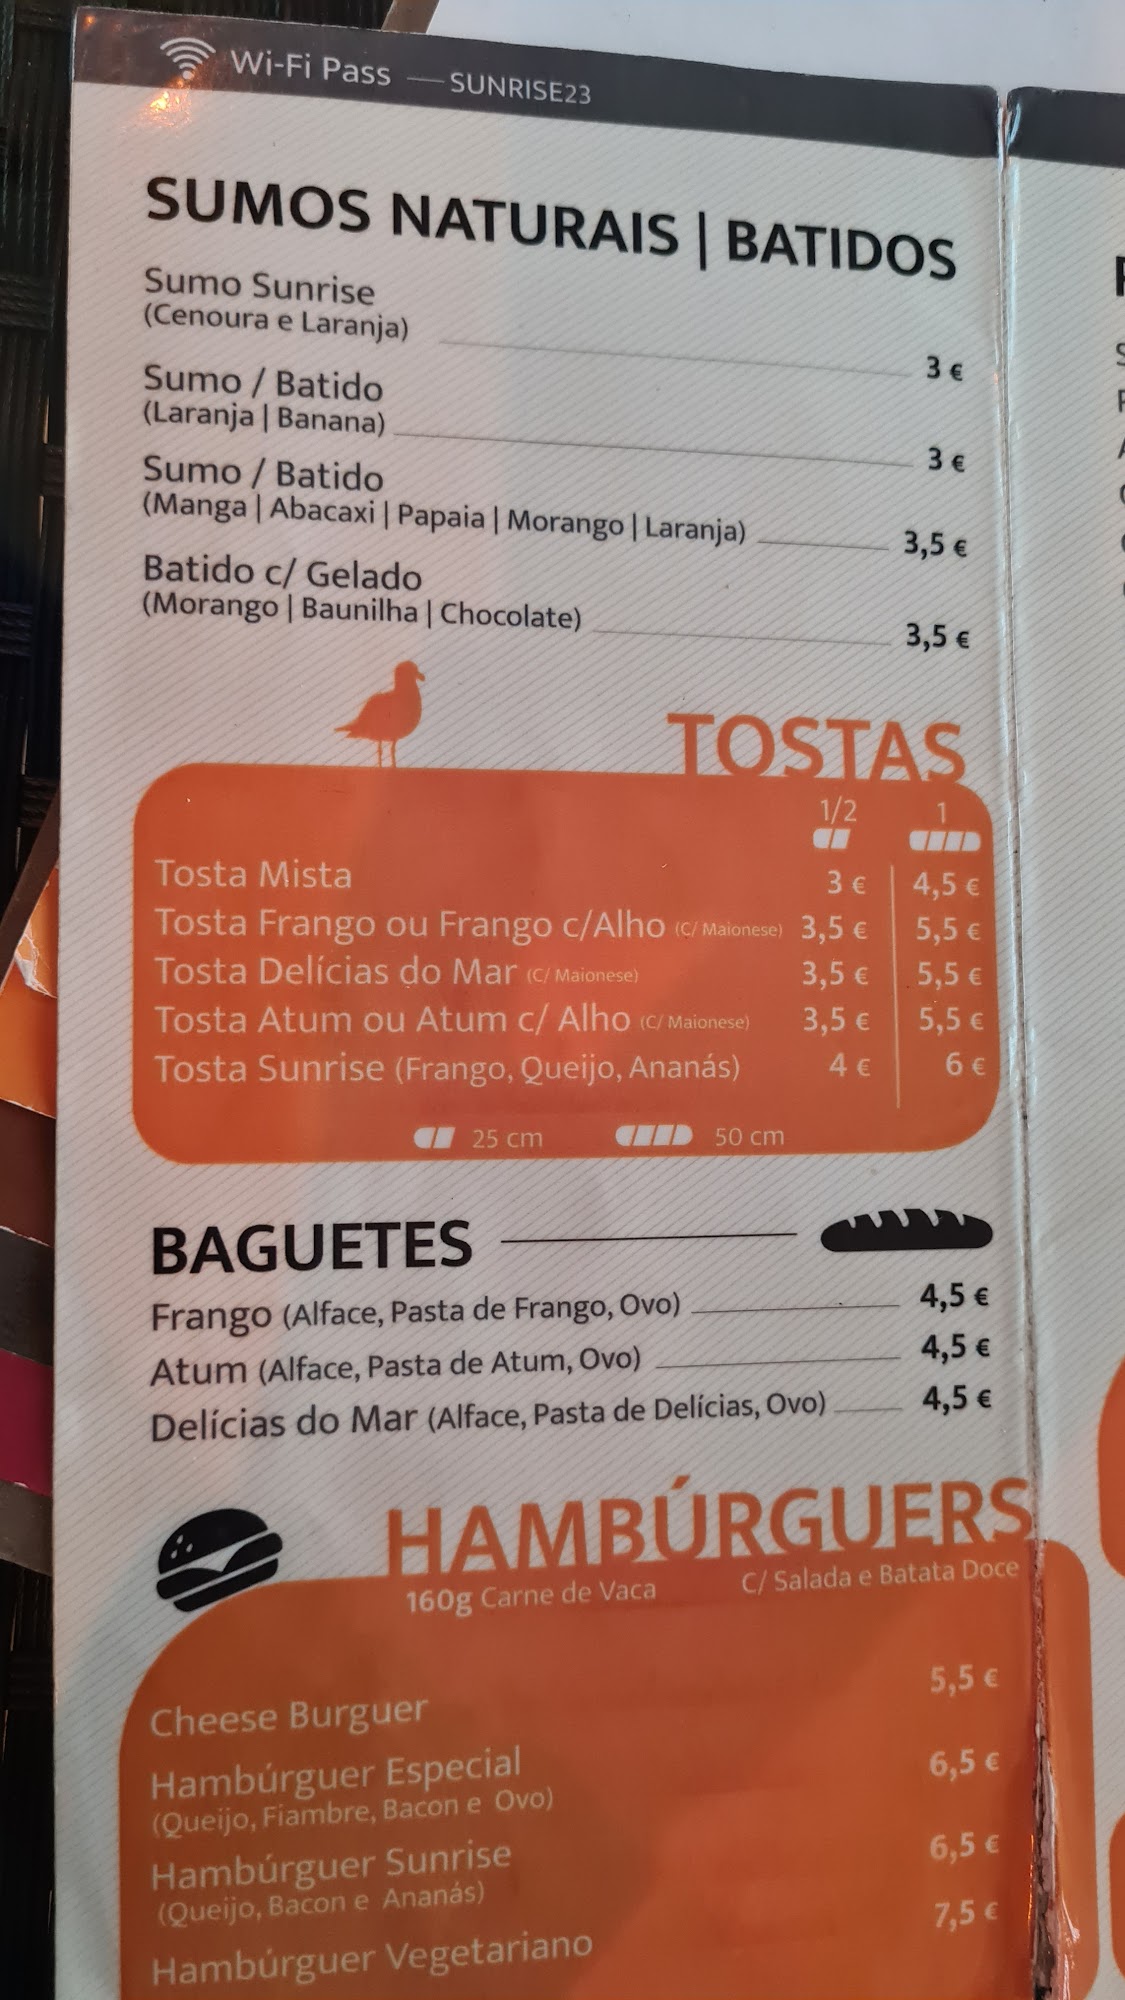 Wi-Fi Pass — SUNRISE23
SUMOS NATURAIS | BATIDOS
Sumo Sunrise
(Cenoura e Laranja) 3 €
Sumo / Batido
(Laranja | Banana) 3 €
Sumo / Batido
(Manga | Abacaxi | Papaia | Morango | Laranja) 3,5 €
Batido c/ Gelado
(Morango | Baunilha | Chocolate) 3,5 €
TOSTAS
1/2 1
Tosta Mista 3 € 4,5 €
Tosta Frango ou Frango c/Alho (C/ Maionese) 3,5 € 5,5 €
Tosta Delícias do Mar (C/ Maionese) 3,5 € 5,5 €
Tosta Atum ou Atum c/ Alho (C/ Maionese) 3,5 € 5,5 €
Tosta Sunrise (Frango, Queijo, Ananás) 4 € 6 €
25 cm 50 cm
BAGUETES
Frango (Alface, Pasta de Frango, Ovo) 4,5 €
Atum (Alface, Pasta de Atum, Ovo) 4,5 €
Delícias do Mar (Alface, Pasta de Delícias, Ovo) 4,5 €
HAMBÚRGUERS
160g Carne de Vaca C/ Salada e Batata Doce
Cheese Burguer 5,5 €
Hambúrguer Especial 6,5 €
(Queijo, Fiambre, Bacon e Ovo)
Hambúrguer Sunrise 6,5 €
(Queijo, Bacon e Ananás)
Hambúrguer Vegetariano 7,5 €